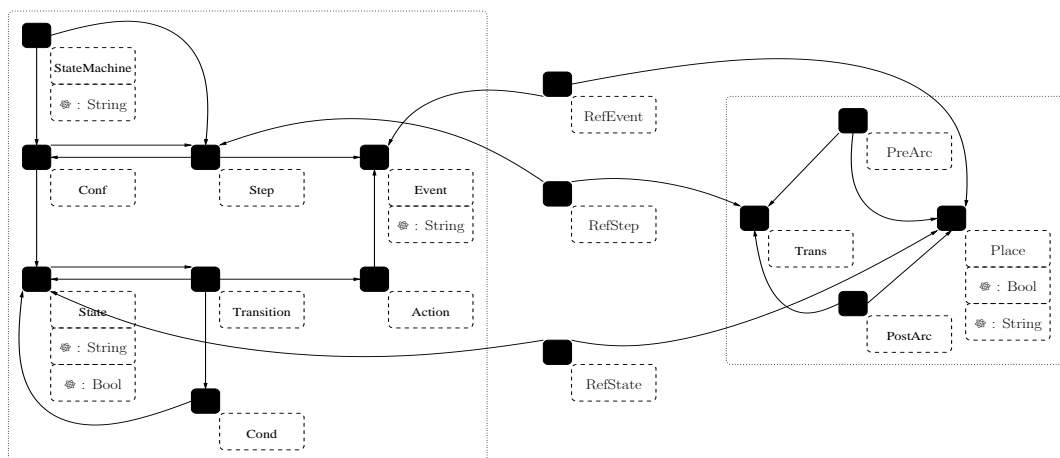 StateMachine
: String
RefEvent
PreArc
Conf
Step
Event
: String
RefStep
Trans
Place
: Bool
: String
State
: String
: Bool
Transition
Action
PostArc
RefState
Cond